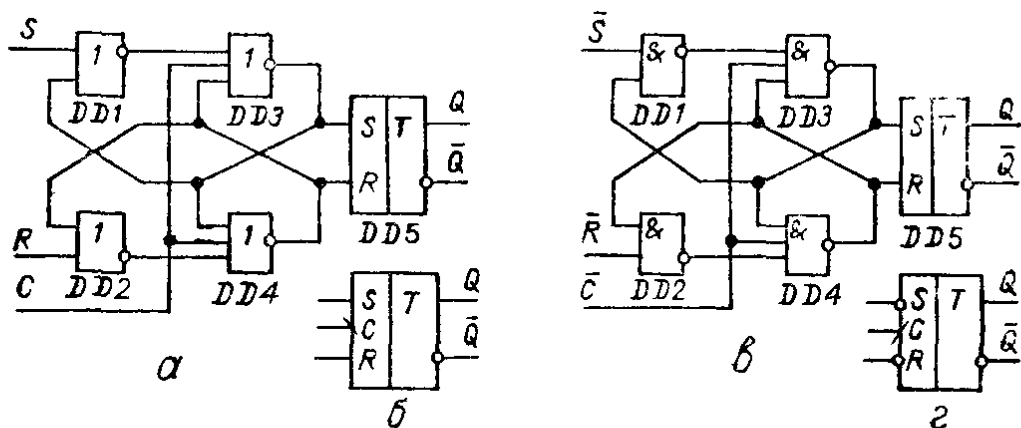 S
1
DD1
1
DD3
S T
R
DD5
Q
Q̄
R
1
DD2
C
1
DD4
S T
C
R
Q
Q̄
а
б
S̄
&
DD1
&
DD3
S
R
DD5
Q
Q̄
R̄
&
DD2
C̄
&
DD4
S T
C
R
Q
Q̄
в
г